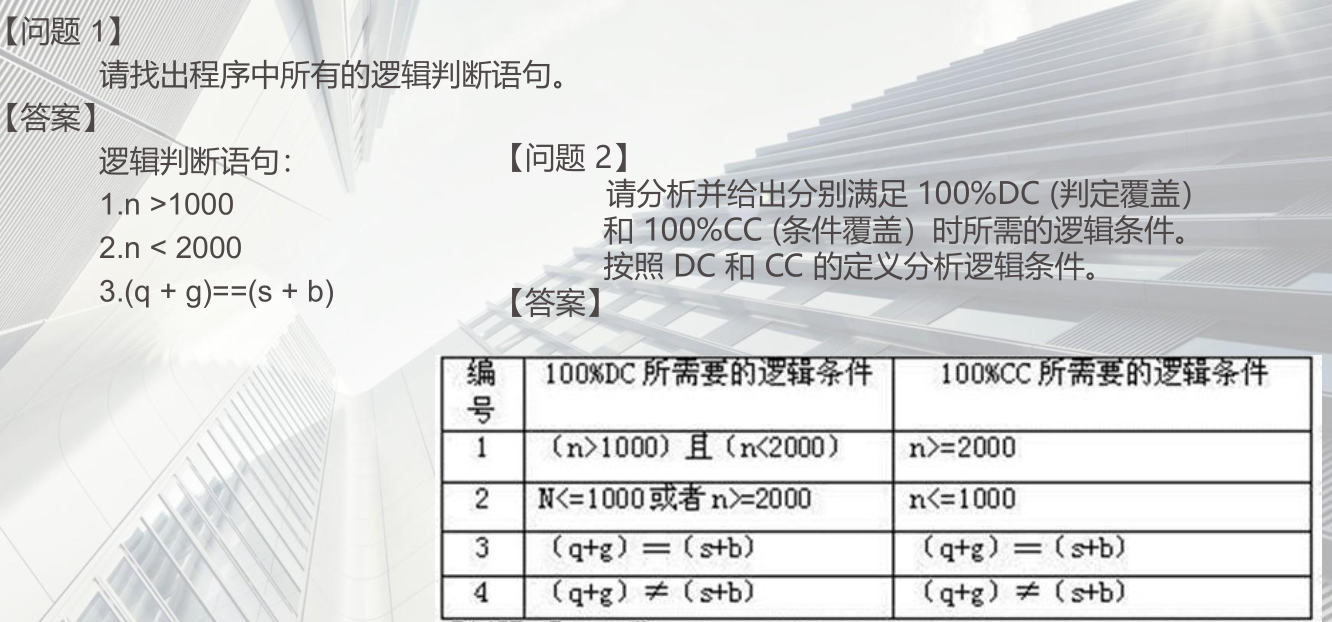 【问题 1】
请找出程序中所有的逻辑判断语句。
【答案】
逻辑判断语句：
1.n >1000
2.n < 2000
3.(q + g)==(s + b)
【问题 2】
请分析并给出分别满足 100%DC (判定覆盖）
和 100%CC (条件覆盖）时所需的逻辑条件。
按照 DC 和 CC 的定义分析逻辑条件。
【答案】
编号 100%DC 所需要的逻辑条件 100%CC 所需要的逻辑条件
1 （n>1000）且（n<2000） n>=2000
2 N<=1000 或者 n>=2000 n<=1000
3 （q+g）＝（s+b） （q+g）＝（s+b）
4 （q+g）≠（s+b） （q+g）≠（s+b）